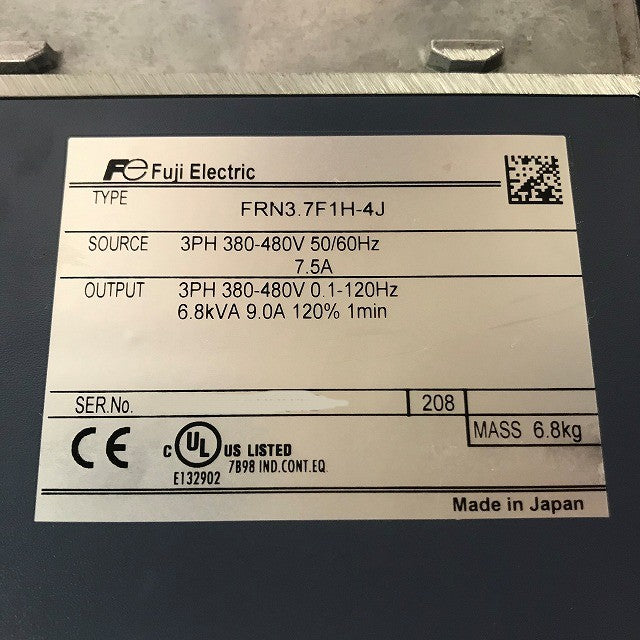 Fe Fuji Electric
TYPE FRN3.7F1H-4J
SOURCE 3PH 380-480V 50/60Hz
7.5A
OUTPUT 3PH 380-480V 0.1-120Hz
6.8kVA 9.0A 120% 1min
SER.No. 208
MASS 6.8kg
CE C UL US LISTED
7B98 IND.CONT.EQ
E132902
Made in Japan